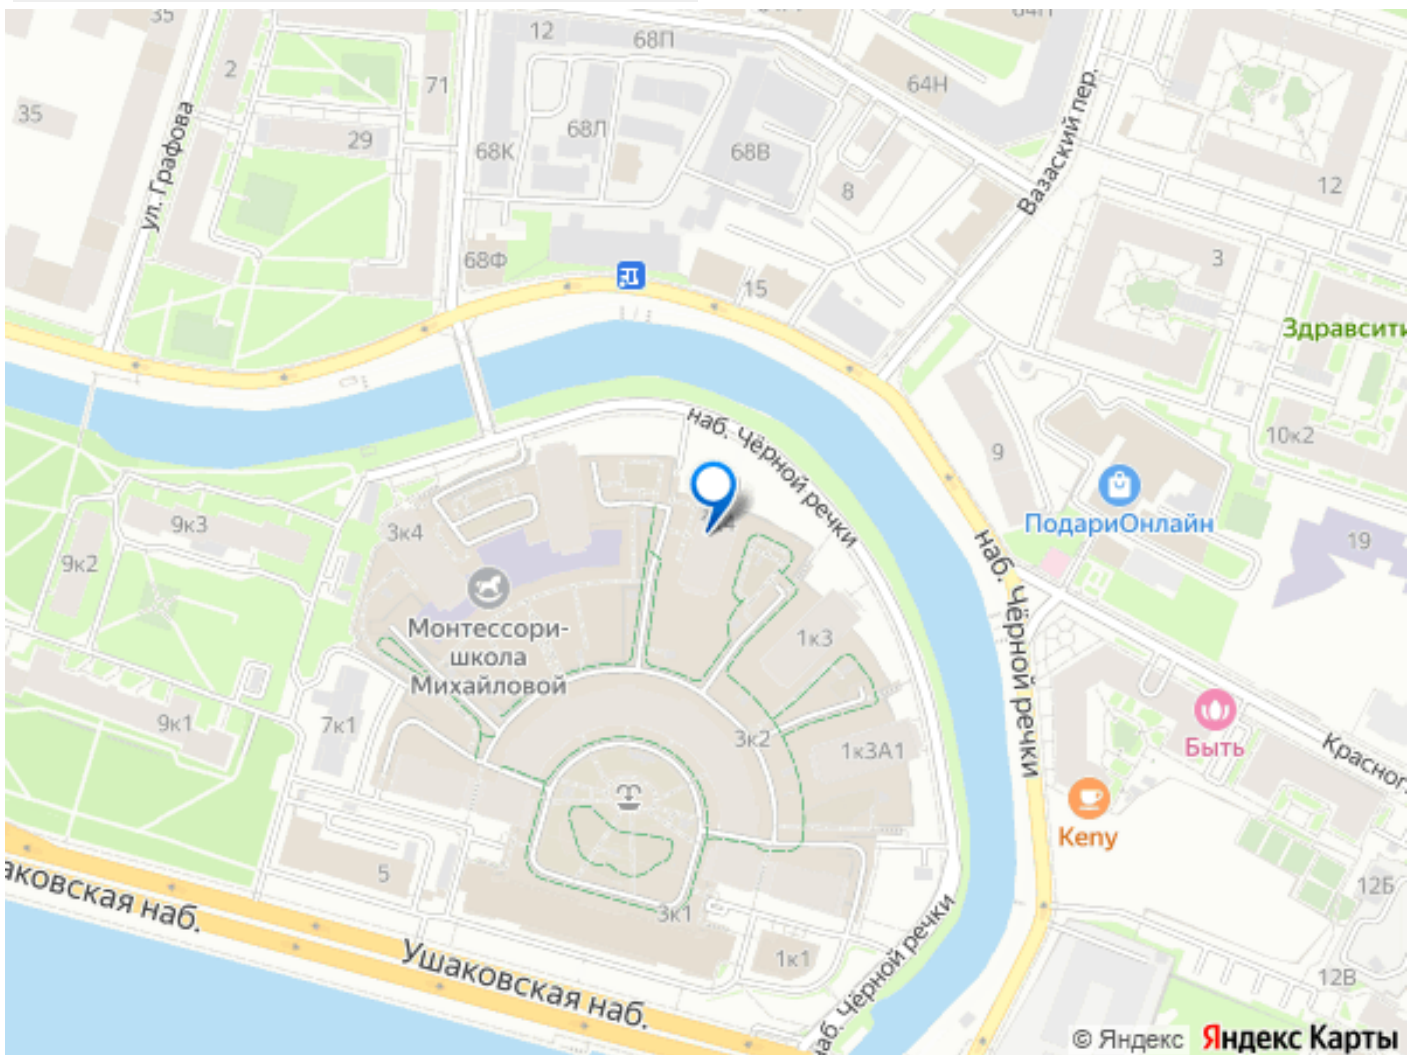 35
12
68П
64Н
2
71
64Н
35
ул. Графова
29
68Л
68К
68В
8
Вазаский пер.
12
68Ф
15
3
Здравсити
9
10к2
наб. Чёрной речки
ПодариОнлайн
19
3к4
9к3
9к2
наб. Чёрной речки
Монтессори-
школа
Михайловой
1к3
9к1
7к1
3к2
1к3А1
Быть
Красног
Keny
5
12Б
аковская наб.
3к1
Ушаковская наб.
1к1
наб. Чёрной речки
12В
© Яндекс Яндекс Карты